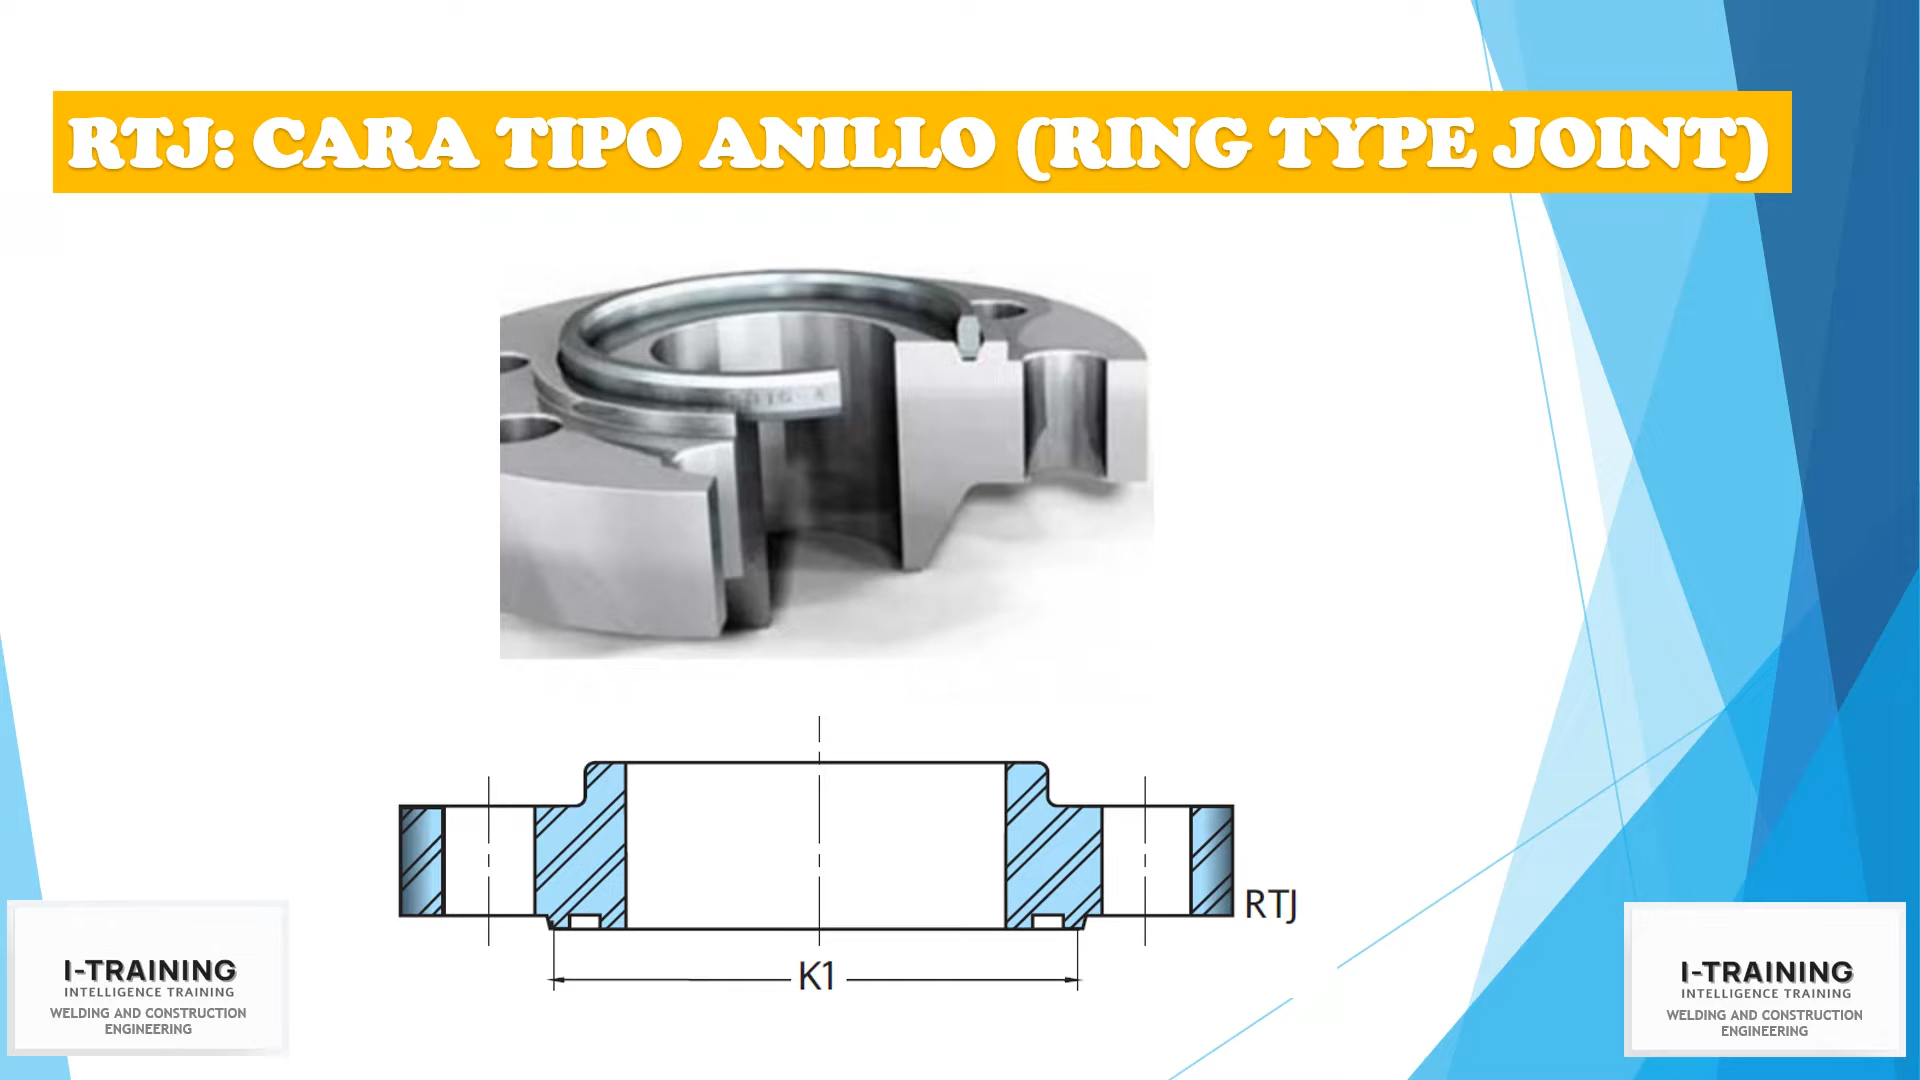 RTJ: CARA TIPO ANILLO (RING TYPE JOINT)
RTJ
K1
I-TRAINING
INTELLIGENCE TRAINING
WELDING AND CONSTRUCTION
ENGINEERING
I-TRAINING
INTELLIGENCE TRAINING
WELDING AND CONSTRUCTION
ENGINEERING